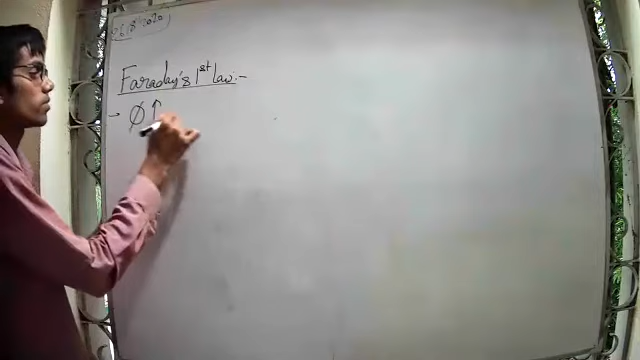 Faraday's 1st law:-
→ Ø ↑